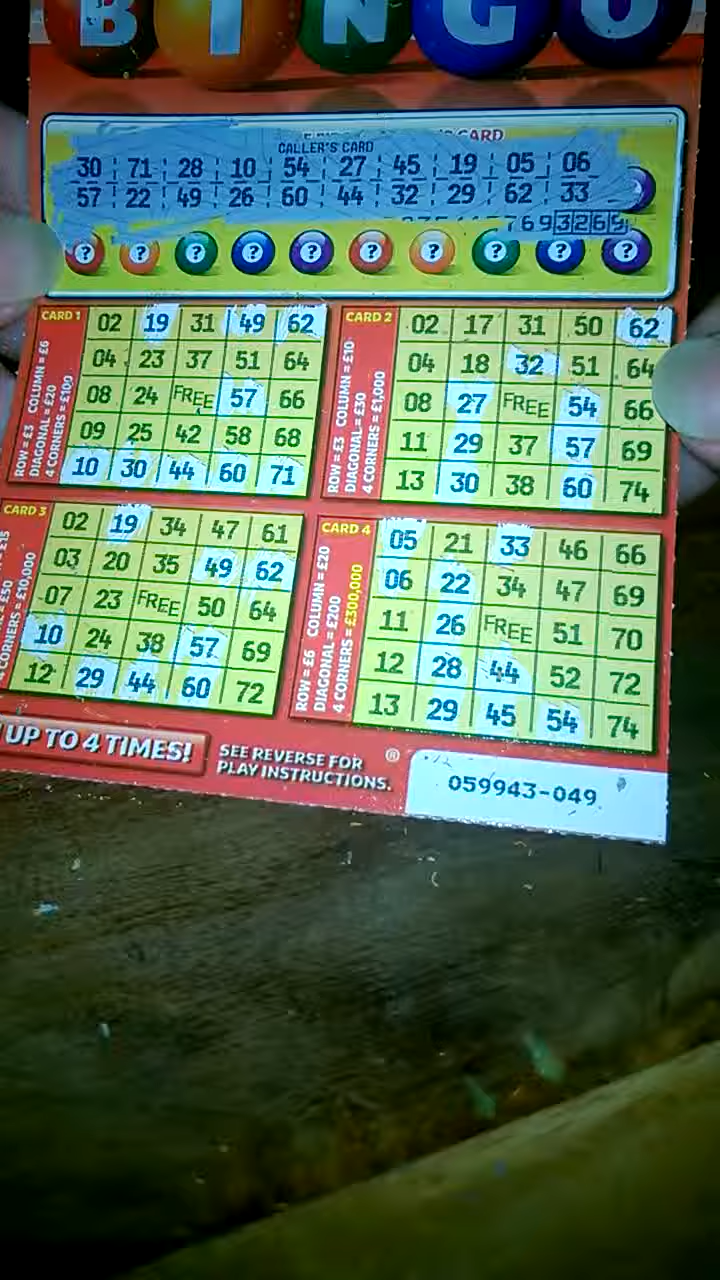 BINGO
CARD
CALLER'S CARD
30 71 28 10 54 27 45 19 05 06
57 22 49 26 60 44 32 29 62 33
7693265
? ? ? ? ? ? ? ? ? ?
CARD 1
ROW = £3 COLUMN = £6
DIAGONAL = £20
4 CORNERS = £100
02 19 31 49 62
04 23 37 51 64
08 24 FREE 57 66
09 25 42 58 68
10 30 44 60 71
CARD 2
ROW = £3 COLUMN = £10
DIAGONAL = £30
4 CORNERS = £1,000
02 17 31 50 62
04 18 32 51 64
08 27 FREE 54 66
11 29 37 57 69
13 30 38 60 74
CARD 3
= £15
= £50
4 CORNERS = £10,000
02 19 34 47 61
03 20 35 49 62
07 23 FREE 50 64
10 24 38 57 69
12 29 44 60 72
CARD 4
ROW = £6 COLUMN = £20
DIAGONAL = £200
4 CORNERS = £300,000
05 21 33 46 66
06 22 34 47 69
11 26 FREE 51 70
12 28 44 52 72
13 29 45 54 74
UP TO 4 TIMES!
SEE REVERSE FOR
PLAY INSTRUCTIONS.
®
059943-049